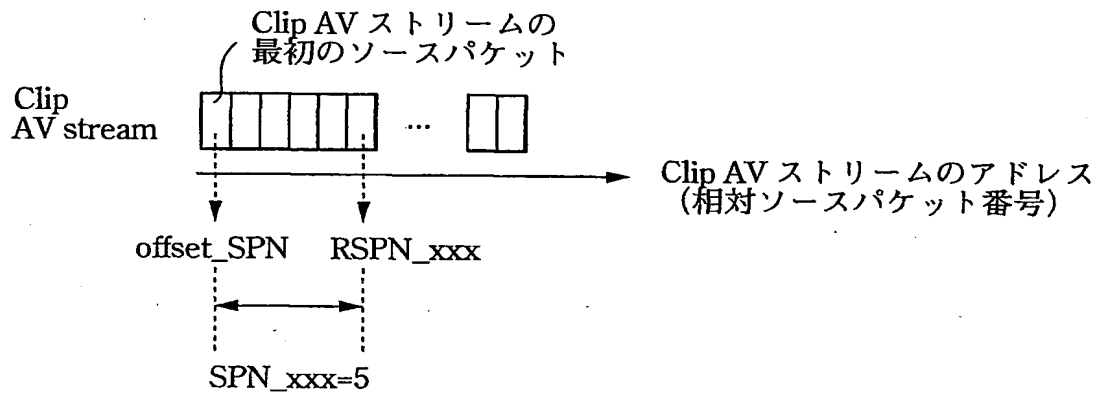 Clip AV ストリームの
最初のソースパケット
Clip
AV stream
...
Clip AV ストリームのアドレス
(相対ソースパケット番号)
offset_SPN
RSPN_xxx
SPN_xxx=5